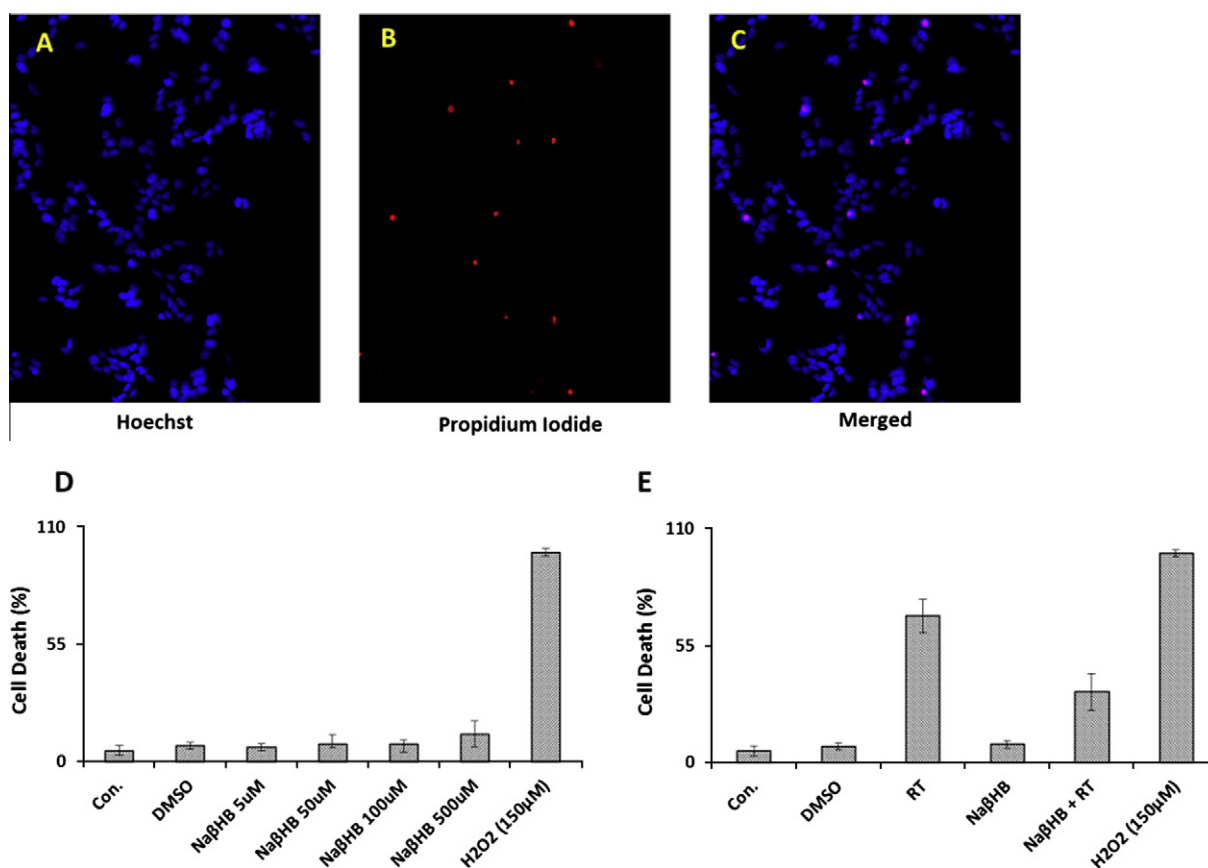 A B C
Hoechst Propidium Iodide Merged
D E
110
55
0
Cell Death (%)
Con. DMSO NaβHB 5uM NaβHB 50uM NaβHB 100uM NaβHB 500uM H2O2 (150µM)
110
55
0
Cell Death (%)
Con. DMSO RT NaβHB NaβHB + RT H2O2 (150µM)